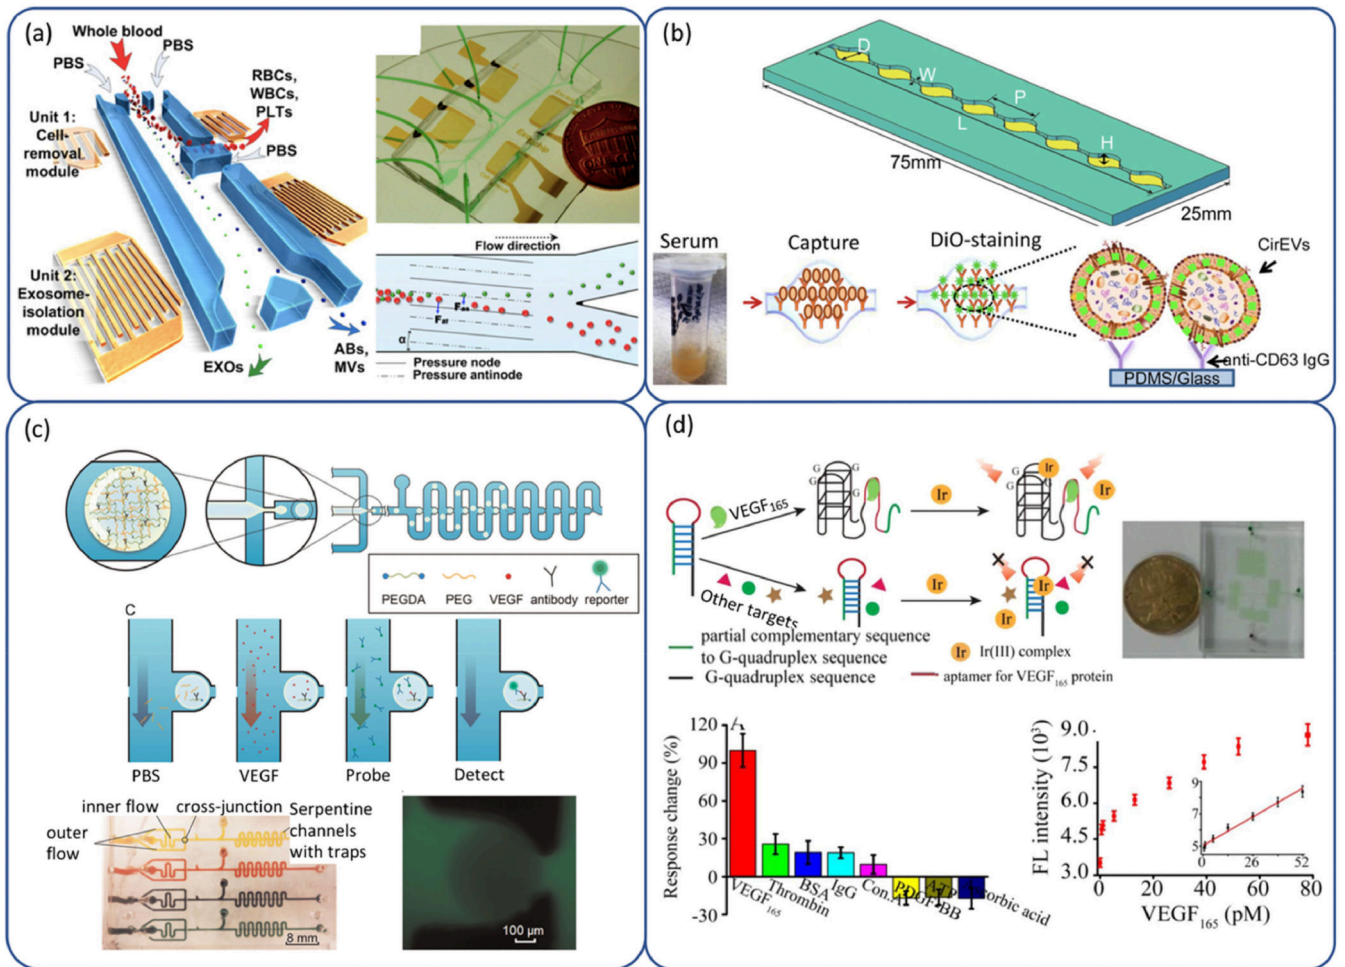 (a)
Whole blood
PBS
PBS
RBCs,
WBCs,
PLTs
Unit 1:
Cell-
removal
module
PBS
Unit 2:
Exosome-
isolation
module
EXOs
ABs,
MVs
Flow direction
α
Pressure node
Pressure antinode
(b)
D
W
P
L
H
75mm
25mm
Serum
Capture
DiO-staining
CirEVs
anti-CD63 IgG
PDMS/Glass
(c)
PEGDA
PEG
VEGF
antibody
reporter
C
PBS
VEGF
Probe
Detect
inner flow
cross-junction
Serpentine
channels
with traps
outer
flow
8 mm
100 µm
(d)
VEGF165
G
G
G
G
Ir
Ir
Ir
Ir
G
G
Other targets
Ir
Ir
Ir
Ir
partial complementary sequence
to G-quadruplex sequence
G-quadruplex sequence
Ir Ir(III) complex
aptamer for VEGF165 protein
Response change (%)
120
90
60
30
0
-30
VEGF165
Thrombin
BSA
IgG
Con.A
PDGF-BB
ATP
FL intensity (10³)
9.0
7.5
6.0
4.5
3.0
0
20
40
60
80
VEGF165 (pM)
9
8
7
6
5
0
26
52